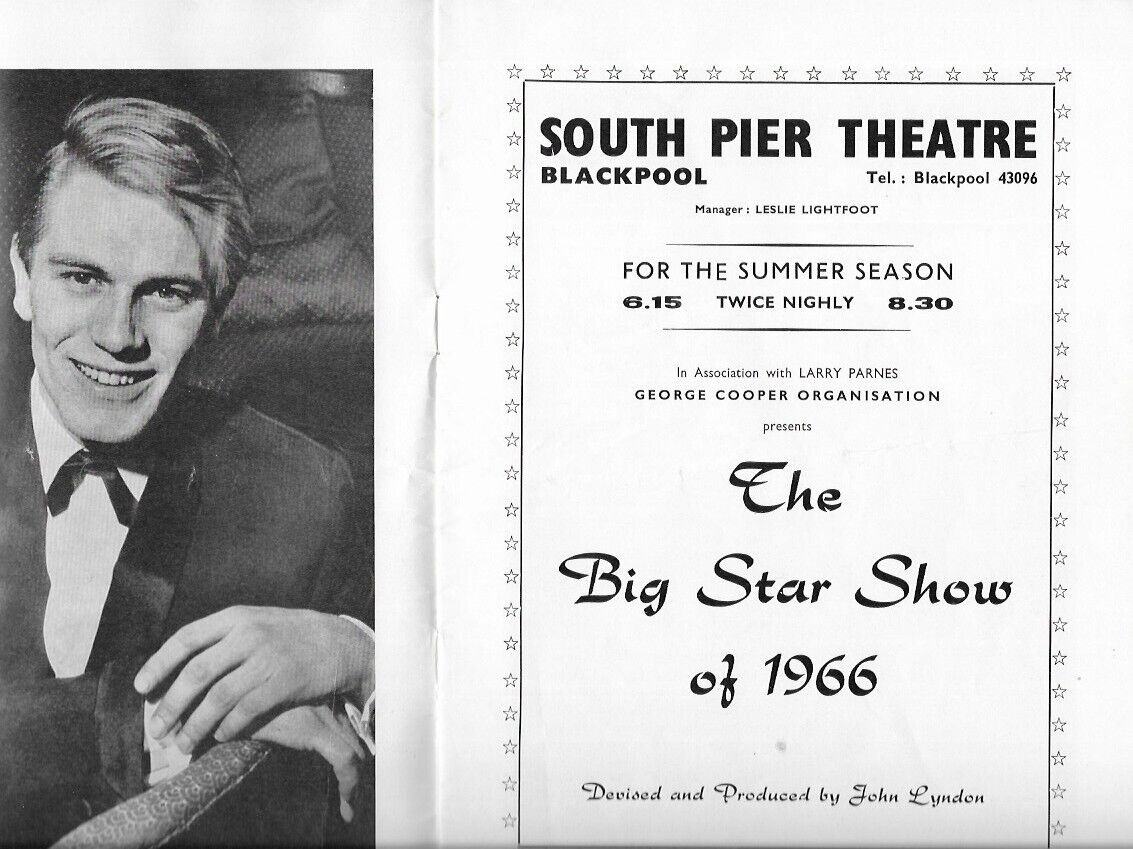 SOUTH PIER THEATRE
BLACKPOOL Tel. : Blackpool 43096
Manager : LESLIE LIGHTFOOT
FOR THE SUMMER SEASON
6.15 TWICE NIGHLY 8.30
In Association with LARRY PARNES
GEORGE COOPER ORGANISATION
presents
The
Big Star Show
of 1966
Devised and Produced by John Lyndon